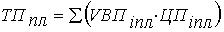 ТП пл = Σ(VВП iпл · ЦП iпл)